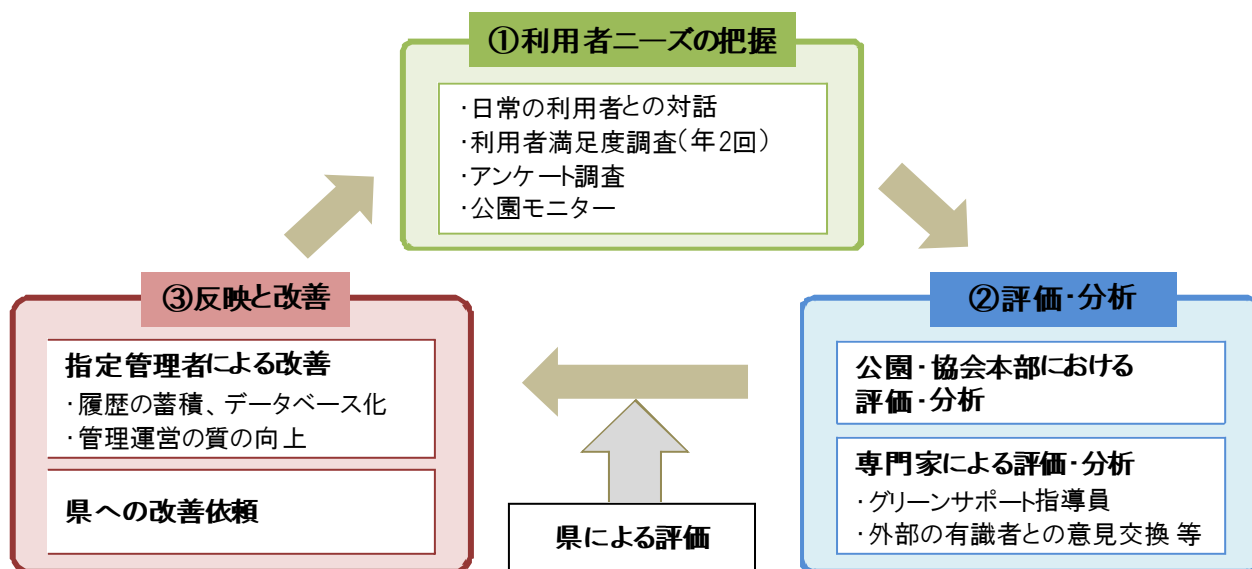 ①利用者ニーズの把握
・日常の利用者との対話
・利用者満足度調査(年2回)
・アンケート調査
・公園モニター
②評価・分析
公園・協会本部における
評価・分析
専門家による評価・分析
・グリーンサポート指導員
・外部の有識者との意見交換 等
③反映と改善
指定管理者による改善
・履歴の蓄積、データベース化
・管理運営の質の向上
県への改善依頼
県による評価